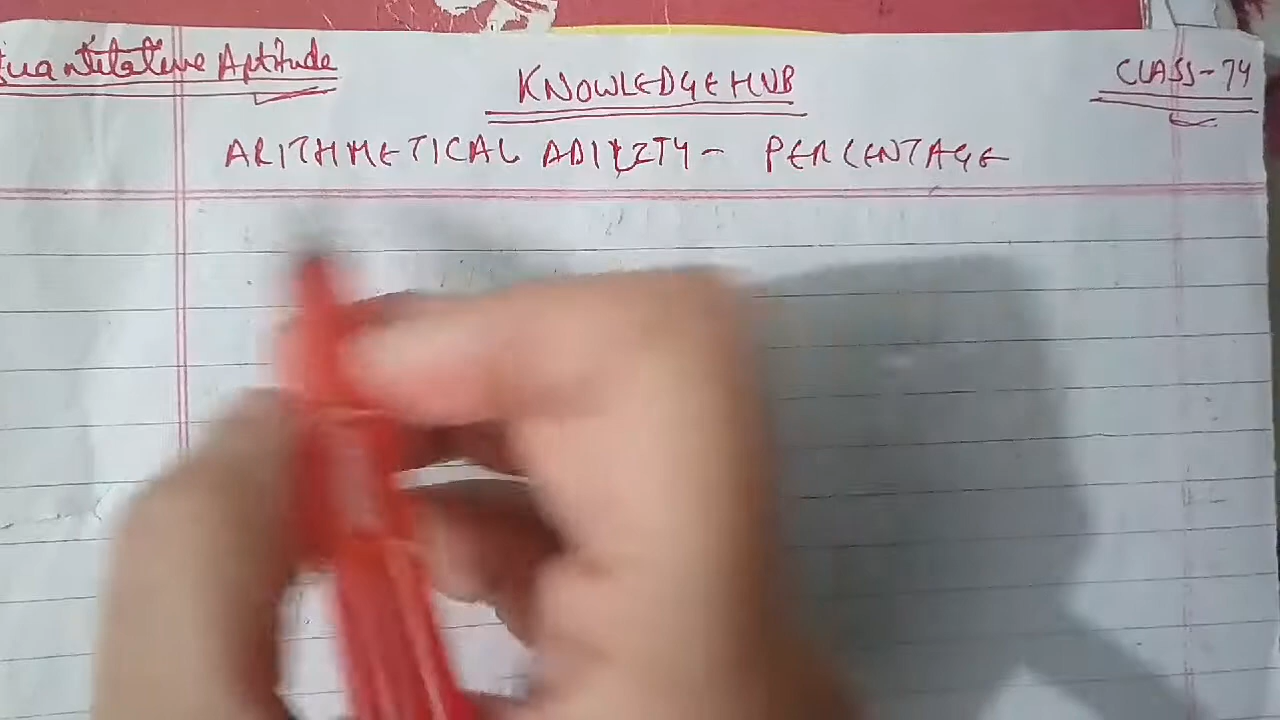 Quantitative Aptitude
KNOWLEDGE HUB
CLASS-74
ARITHMETICAL ABILITY - PERCENTAGE